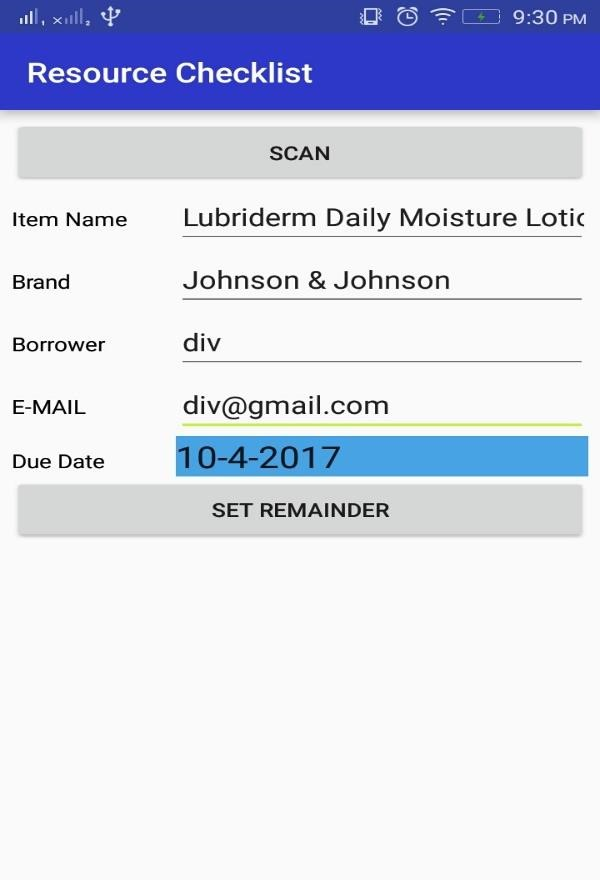 9:30 PM
Resource Checklist
SCAN
Item Name Lubriderm Daily Moisture Lotic
Brand Johnson & Johnson
Borrower div
E-MAIL div@gmail.com
Due Date 10-4-2017
SET REMAINDER